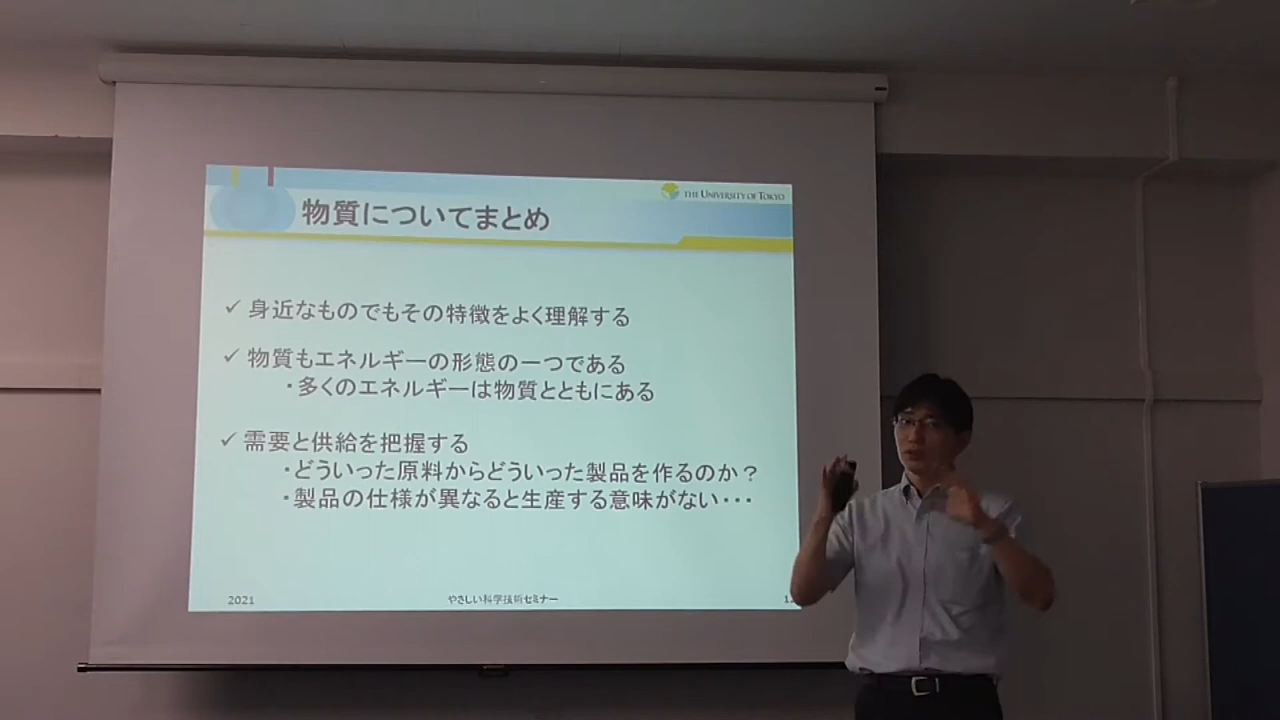 THE UNIVERSITY OF TOKYO
物質についてまとめ
✓ 身近なものでもその特徴をよく理解する
✓ 物質もエネルギーの形態の一つである
・多くのエネルギーは物質とともにある
✓ 需要と供給を把握する
・どういった原料からどういった製品を作るのか？
・製品の仕様が異なると生産する意味がない・・・
2021
やさしい科学技術セミナー